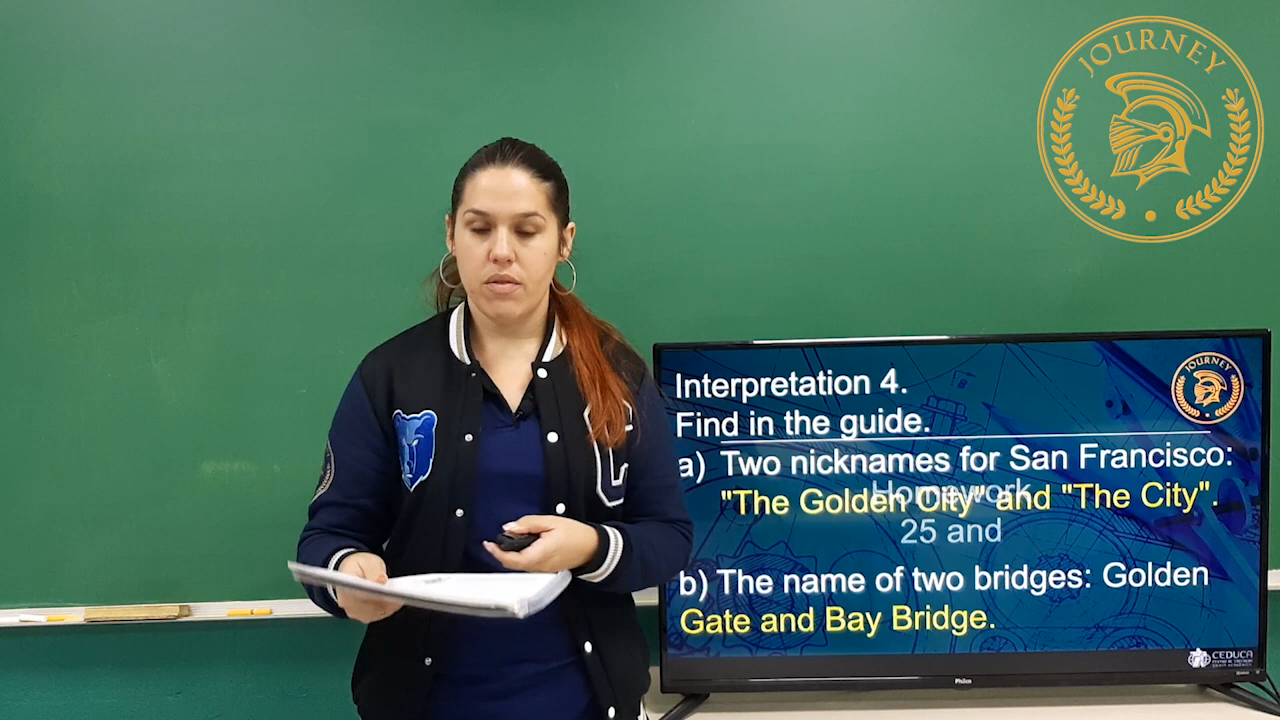 JOURNEY
JOURNEY
Interpretation 4.
Find in the guide.
a) Two nicknames for San Francisco:
"The Golden City" and "The City".
Homework
25 and
b) The name of two bridges: Golden
Gate and Bay Bridge.
CEDUCA
Philco
C